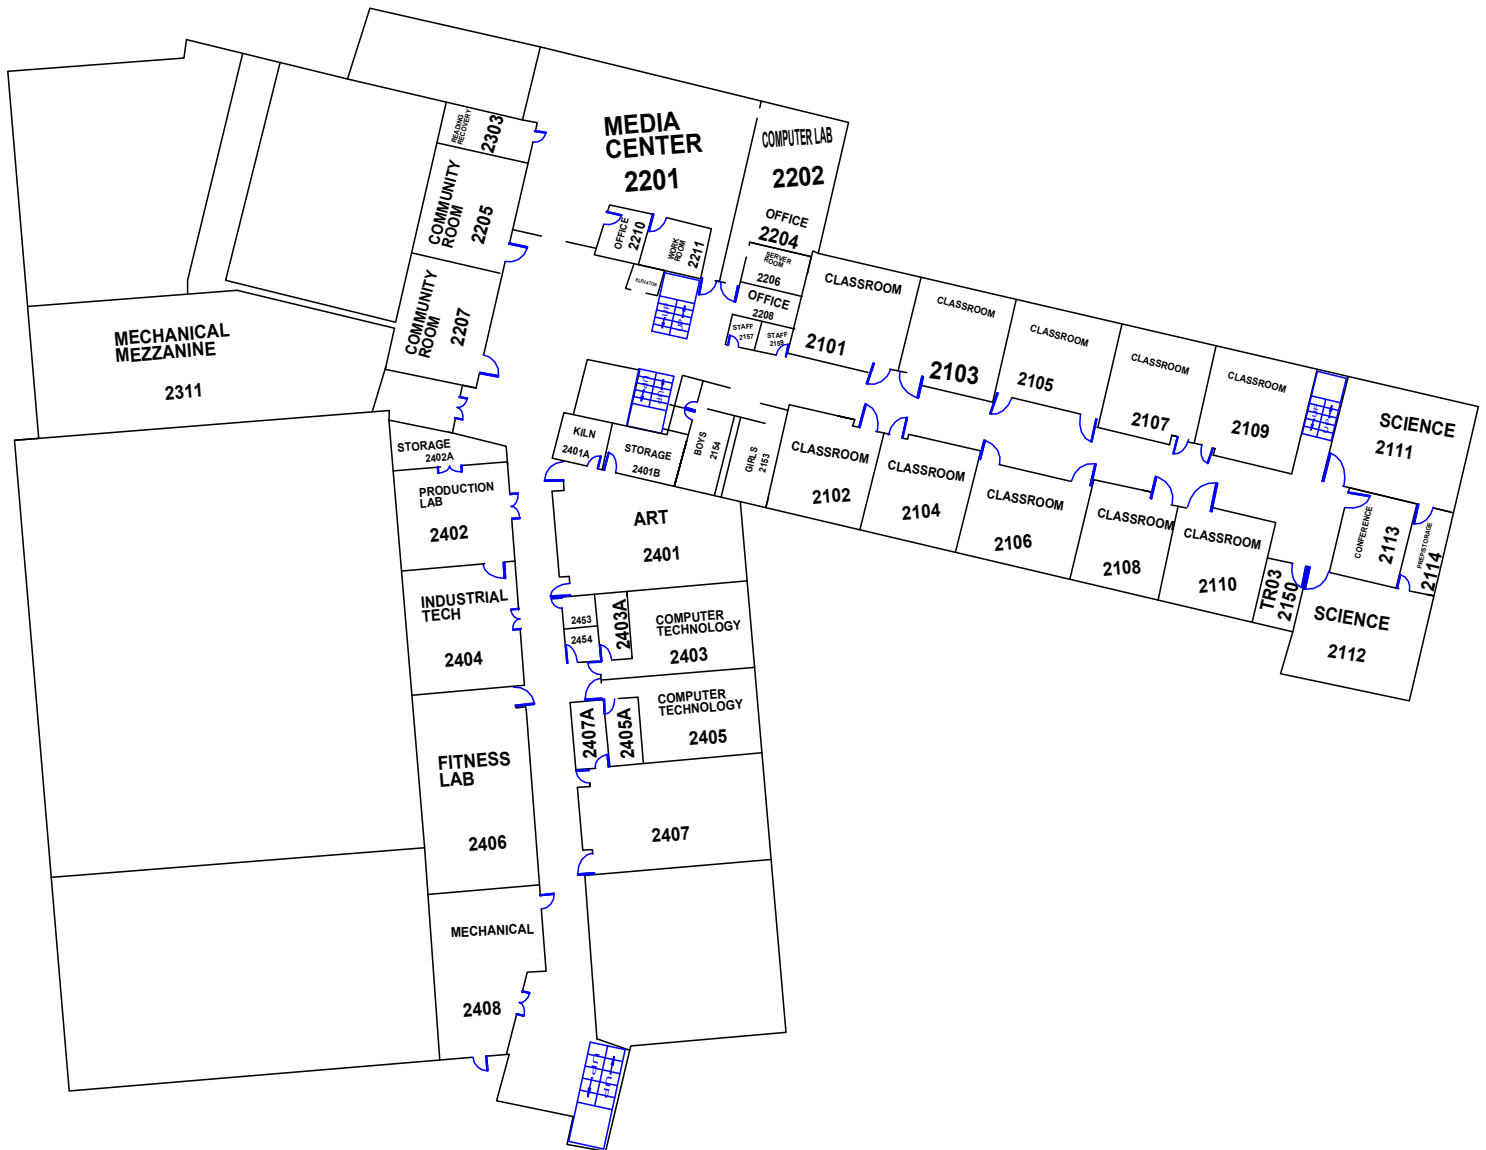 MEDIA
CENTER
2201
COMPUTER LAB
2202
OFFICE
2204
SERVER
ROOM
2206
OFFICE
2208
STAFF
2157
STAFF
READING
RECOVERY
2303
COMMUNITY
ROOM
2205
COMMUNITY
ROOM
2207
OFFICE
2210
WORK
ROOM
2211
ELEVATOR
MECHANICAL
MEZZANINE
2311
CLASSROOM
2101
CLASSROOM
2103
CLASSROOM
2105
CLASSROOM
2107
CLASSROOM
2109
SCIENCE
2111
CONFERENCE
2113
PREP/STORAGE
2114
SCIENCE
2112
TR03
2150
CLASSROOM
2102
CLASSROOM
2104
CLASSROOM
2106
CLASSROOM
2108
CLASSROOM
2110
BOYS
2154
GIRLS
2153
KILN
2401A
STORAGE
2401B
STORAGE
2402A
PRODUCTION
LAB
2402
ART
2401
INDUSTRIAL
TECH
2404
2453
2454
2403A
COMPUTER
TECHNOLOGY
2403
COMPUTER
TECHNOLOGY
2405
2407A
2405A
FITNESS
LAB
2406
2407
MECHANICAL
2408